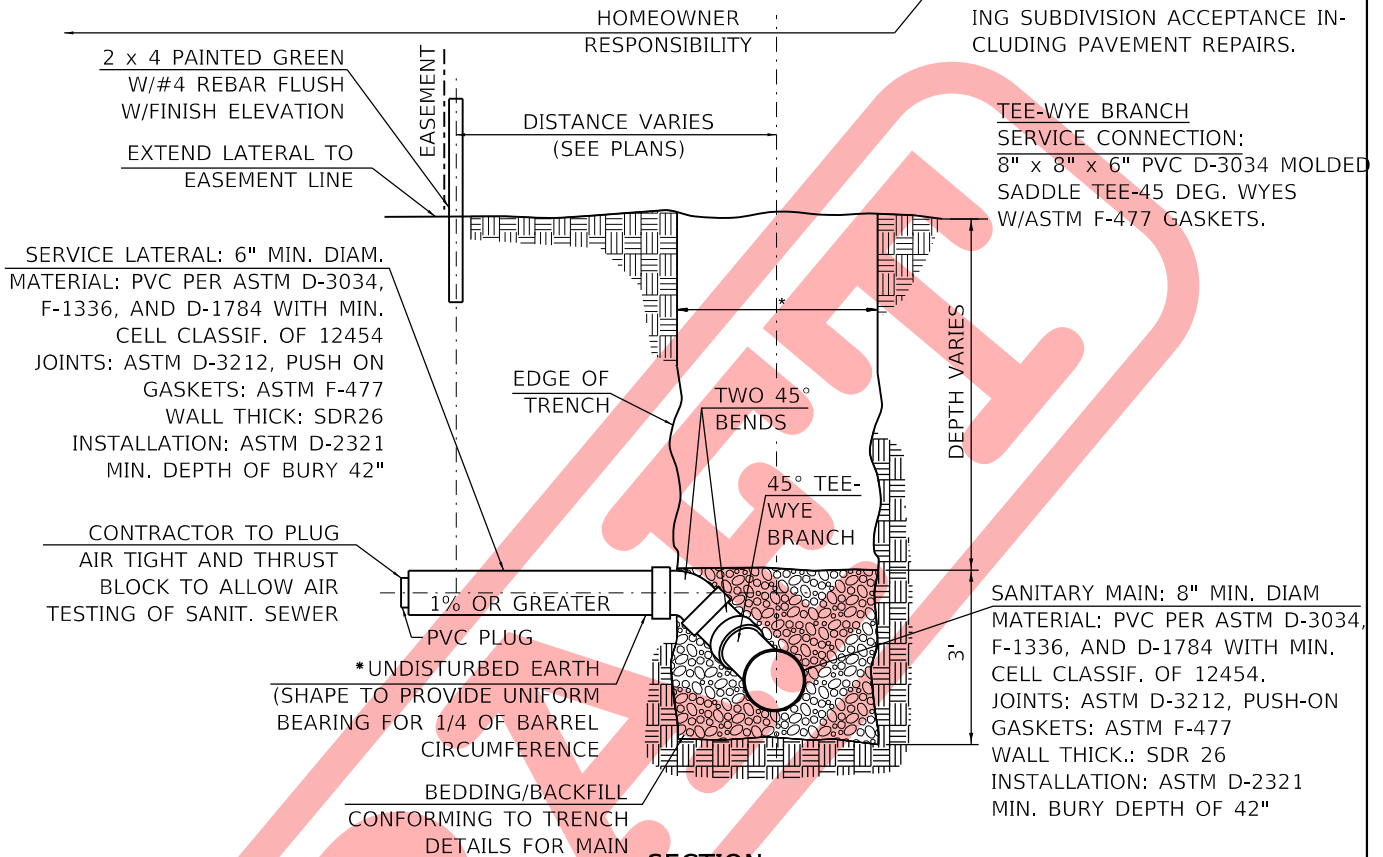 HOMEOWNER
RESPONSIBILITY
ING SUBDIVISION ACCEPTANCE IN-
CLUDING PAVEMENT REPAIRS.
2 x 4 PAINTED GREEN
W/#4 REBAR FLUSH
W/FINISH ELEVATION
EASEMENT
DISTANCE VARIES
(SEE PLANS)
TEE-WYE BRANCH
SERVICE CONNECTION:
8" x 8" x 6" PVC D-3034 MOLDED
SADDLE TEE-45 DEG. WYES
W/ASTM F-477 GASKETS.
EXTEND LATERAL TO
EASEMENT LINE
SERVICE LATERAL: 6" MIN. DIAM.
MATERIAL: PVC PER ASTM D-3034,
F-1336, AND D-1784 WITH MIN.
CELL CLASSIF. OF 12454
JOINTS: ASTM D-3212, PUSH ON
GASKETS: ASTM F-477
WALL THICK: SDR26
INSTALLATION: ASTM D-2321
MIN. DEPTH OF BURY 42"
*
DEPTH VARIES
EDGE OF
TRENCH
TWO 45°
BENDS
45° TEE-
WYE
BRANCH
CONTRACTOR TO PLUG
AIR TIGHT AND THRUST
BLOCK TO ALLOW AIR
TESTING OF SANIT. SEWER
1% OR GREATER
PVC PLUG
*UNDISTURBED EARTH
(SHAPE TO PROVIDE UNIFORM
BEARING FOR 1/4 OF BARREL
CIRCUMFERENCE
3'
SANITARY MAIN: 8" MIN. DIAM
MATERIAL: PVC PER ASTM D-3034,
F-1336, AND D-1784 WITH MIN.
CELL CLASSIF. OF 12454.
JOINTS: ASTM D-3212, PUSH-ON
GASKETS: ASTM F-477
WALL THICK.: SDR 26
INSTALLATION: ASTM D-2321
MIN. BURY DEPTH OF 42"
BEDDING/BACKFILL
CONFORMING TO TRENCH
DETAILS FOR MAIN
SECTION